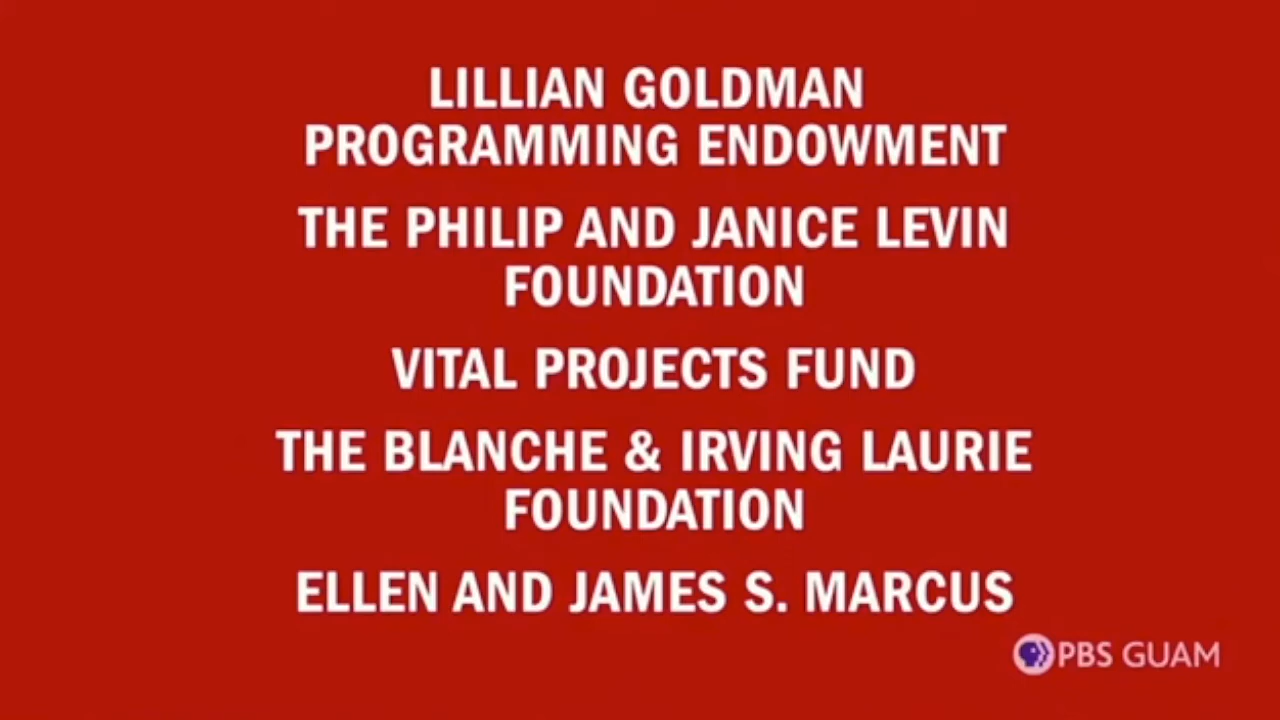 LILLIAN GOLDMAN
PROGRAMMING ENDOWMENT
THE PHILIP AND JANICE LEVIN
FOUNDATION
VITAL PROJECTS FUND
THE BLANCHE & IRVING LAURIE
FOUNDATION
ELLEN AND JAMES S. MARCUS
PBS GUAM